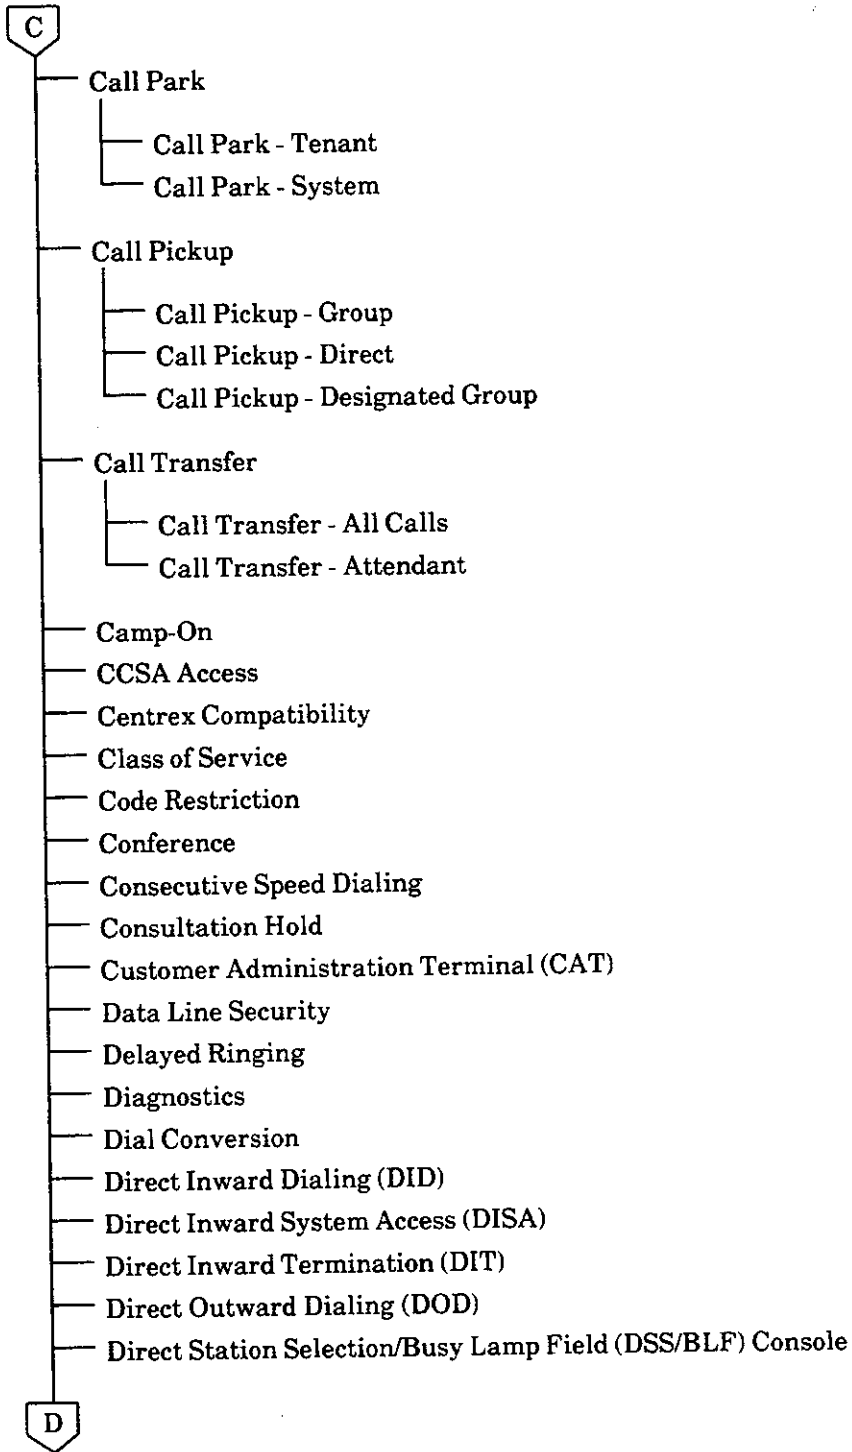 C
Call Park
Call Park - Tenant
Call Park - System
Call Pickup
Call Pickup - Group
Call Pickup - Direct
Call Pickup - Designated Group
Call Transfer
Call Transfer - All Calls
Call Transfer - Attendant
Camp-On
CCSA Access
Centrex Compatibility
Class of Service
Code Restriction
Conference
Consecutive Speed Dialing
Consultation Hold
Customer Administration Terminal (CAT)
Data Line Security
Delayed Ringing
Diagnostics
Dial Conversion
Direct Inward Dialing (DID)
Direct Inward System Access (DISA)
Direct Inward Termination (DIT)
Direct Outward Dialing (DOD)
Direct Station Selection/Busy Lamp Field (DSS/BLF) Console
D